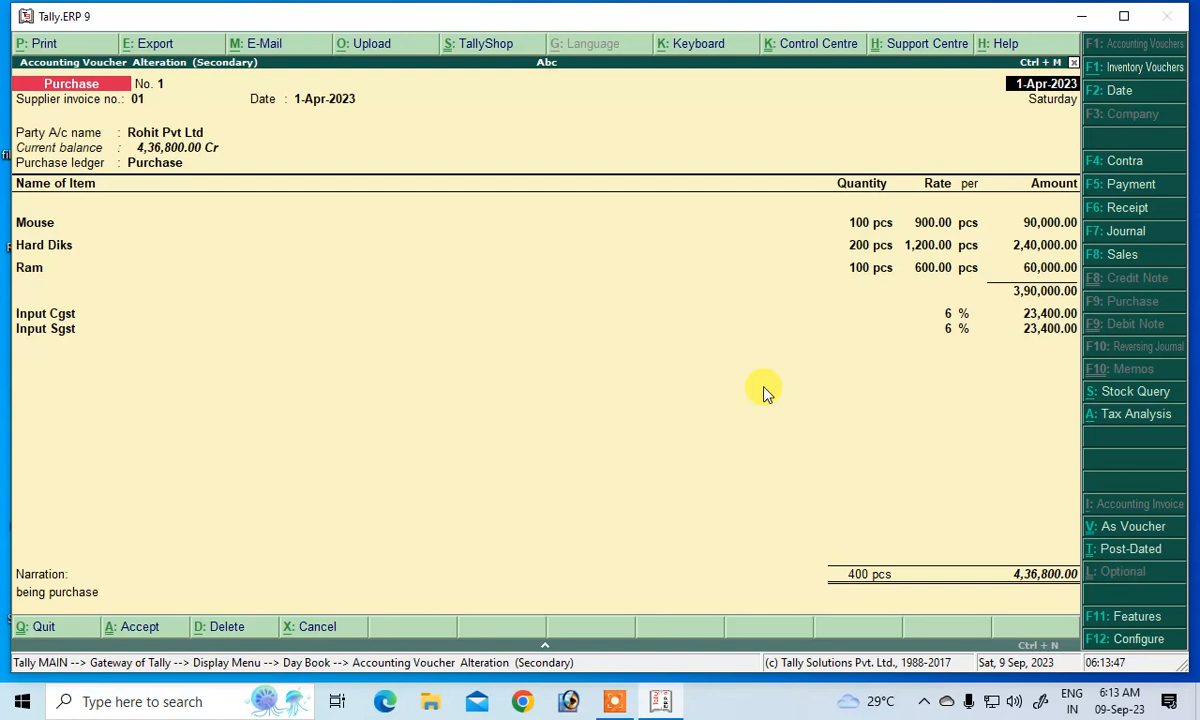 Tally.ERP 9
P: Print E: Export M: E-Mail O: Upload S: TallyShop G: Language K: Keyboard K: Control Centre H: Support Centre H: Help
Accounting Voucher Alteration (Secondary) Abc Ctrl + M x
Purchase No. 1 1-Apr-2023
Supplier invoice no.: 01 Date : 1-Apr-2023 Saturday
Party A/c name : Rohit Pvt Ltd
Current balance : 4,36,800.00 Cr
Purchase ledger : Purchase
Name of Item Quantity Rate per Amount
Mouse 100 pcs 900.00 pcs 90,000.00
Hard Diks 200 pcs 1,200.00 pcs 2,40,000.00
Ram 100 pcs 600.00 pcs 60,000.00
3,90,000.00
Input Cgst 6 % 23,400.00
Input Sgst 6 % 23,400.00
Narration: 400 pcs 4,36,800.00
being purchase
Q: Quit A: Accept D: Delete X: Cancel
Ctrl + N
F1: Accounting Vouchers
F1: Inventory Vouchers
F2: Date
F3: Company
F4: Contra
F5: Payment
F6: Receipt
F7: Journal
F8: Sales
F8: Credit Note
F9: Purchase
F9: Debit Note
F10: Reversing Journal
F10: Memos
S: Stock Query
A: Tax Analysis
I: Accounting Invoice
V: As Voucher
T: Post-Dated
L: Optional
F11: Features
F12: Configure
Tally MAIN --> Gateway of Tally --> Display Menu --> Day Book --> Accounting Voucher Alteration (Secondary) (c) Tally Solutions Pvt. Ltd., 1988-2017 Sat, 9 Sep, 2023 06:13:47
Type here to search 29°C ENG 6:13 AM
IN 09-Sep-23